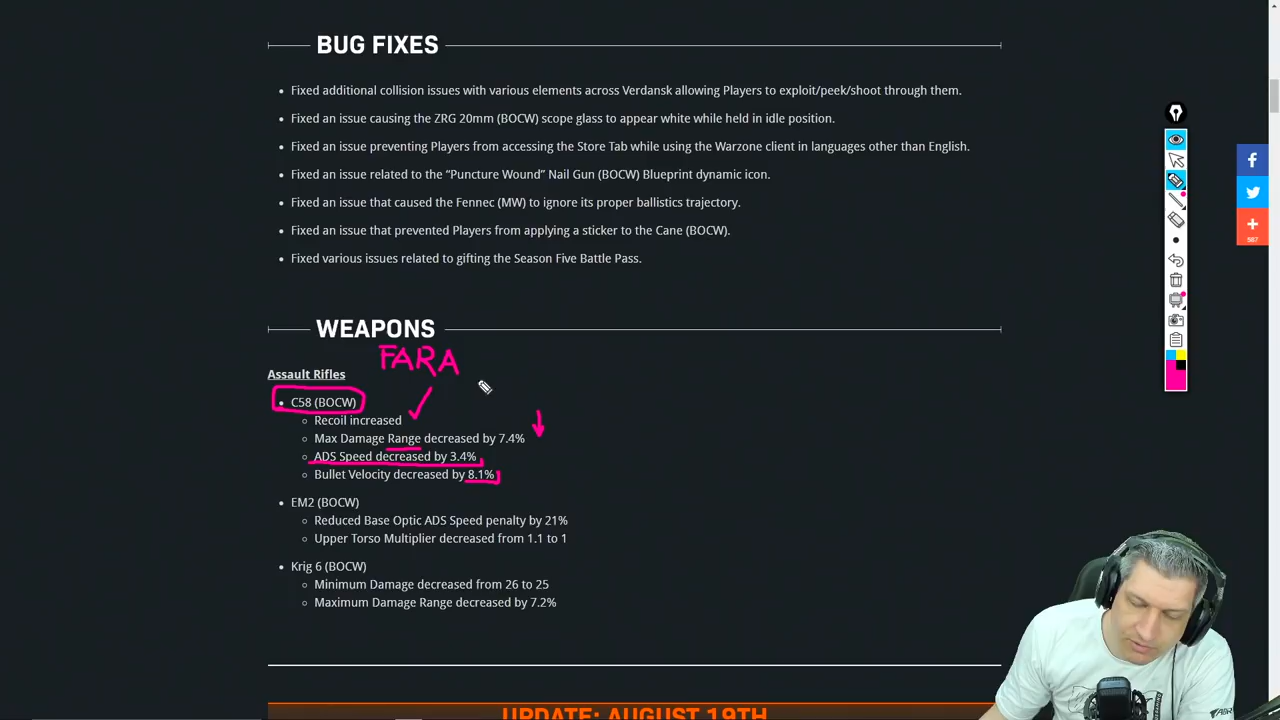 BUG FIXES
Fixed additional collision issues with various elements across Verdansk allowing Players to exploit/peek/shoot through them.
Fixed an issue causing the ZRG 20mm (BOCW) scope glass to appear white while held in idle position.
Fixed an issue preventing Players from accessing the Store Tab while using the Warzone client in languages other than English.
Fixed an issue related to the “Puncture Wound” Nail Gun (BOCW) Blueprint dynamic icon.
Fixed an issue that caused the Fennec (MW) to ignore its proper ballistics trajectory.
Fixed an issue that prevented Players from applying a sticker to the Cane (BOCW).
Fixed various issues related to gifting the Season Five Battle Pass.
WEAPONS
FARA
Assault Rifles
C58 (BOCW)
Recoil increased
Max Damage Range decreased by 7.4%
ADS Speed decreased by 3.4%
Bullet Velocity decreased by 8.1%
EM2 (BOCW)
Reduced Base Optic ADS Speed penalty by 21%
Upper Torso Multiplier decreased from 1.1 to 1
Krig 6 (BOCW)
Minimum Damage decreased from 26 to 25
Maximum Damage Range decreased by 7.2%
UPDATE: AUGUST 19TH